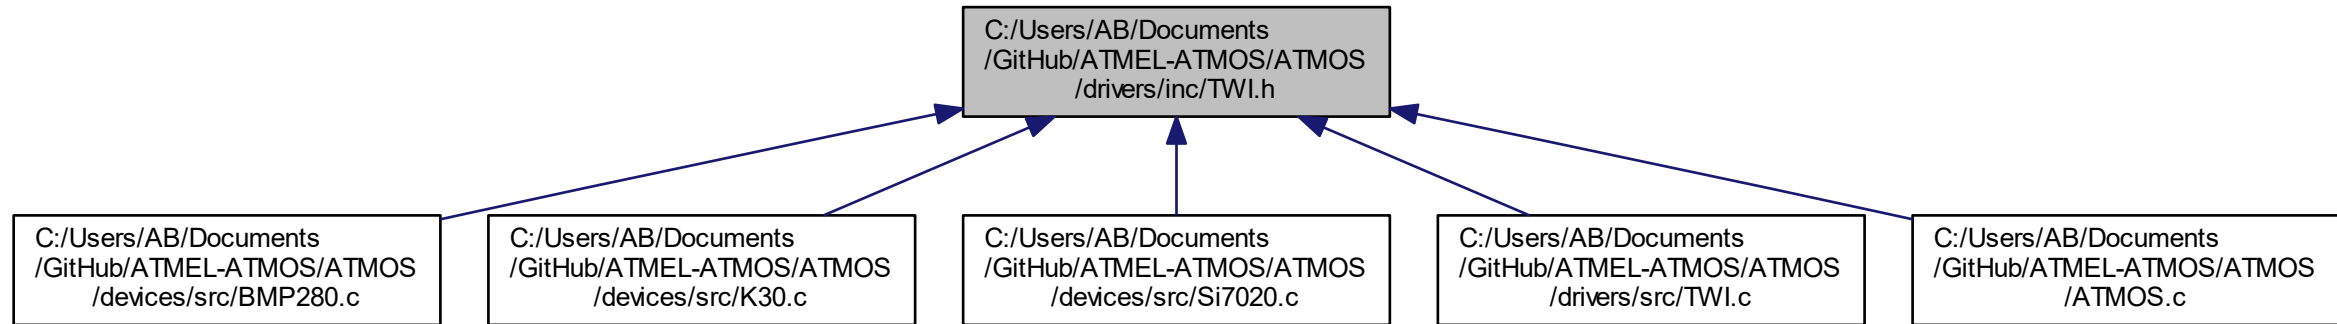 C:/Users/AB/Documents
/GitHub/ATMEL-ATMOS/ATMOS
/drivers/inc/TWI.h
C:/Users/AB/Documents
/GitHub/ATMEL-ATMOS/ATMOS
/devices/src/BMP280.c
C:/Users/AB/Documents
/GitHub/ATMEL-ATMOS/ATMOS
/devices/src/K30.c
C:/Users/AB/Documents
/GitHub/ATMEL-ATMOS/ATMOS
/devices/src/Si7020.c
C:/Users/AB/Documents
/GitHub/ATMEL-ATMOS/ATMOS
/drivers/src/TWI.c
C:/Users/AB/Documents
/GitHub/ATMEL-ATMOS/ATMOS
/ATMOS.c